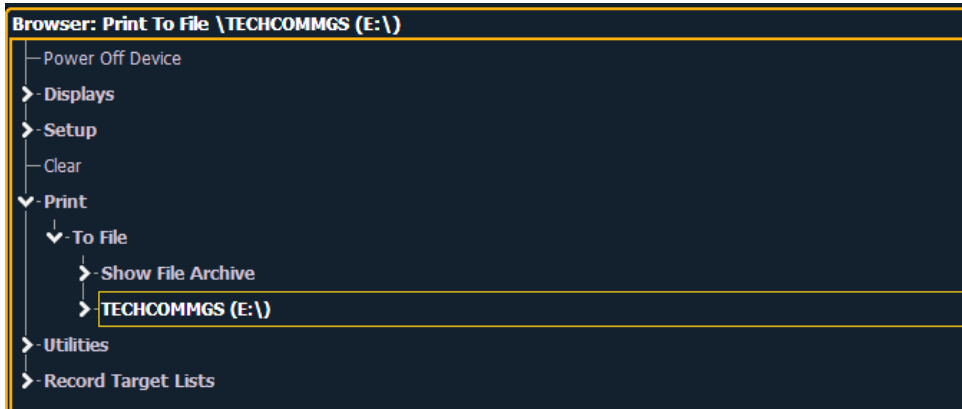 Browser: Print To File \TECHCOMMGS (E:\)
Power Off Device
Displays
Setup
Clear
Print
To File
Show File Archive
TECHCOMMGS (E:\)
Utilities
Record Target Lists